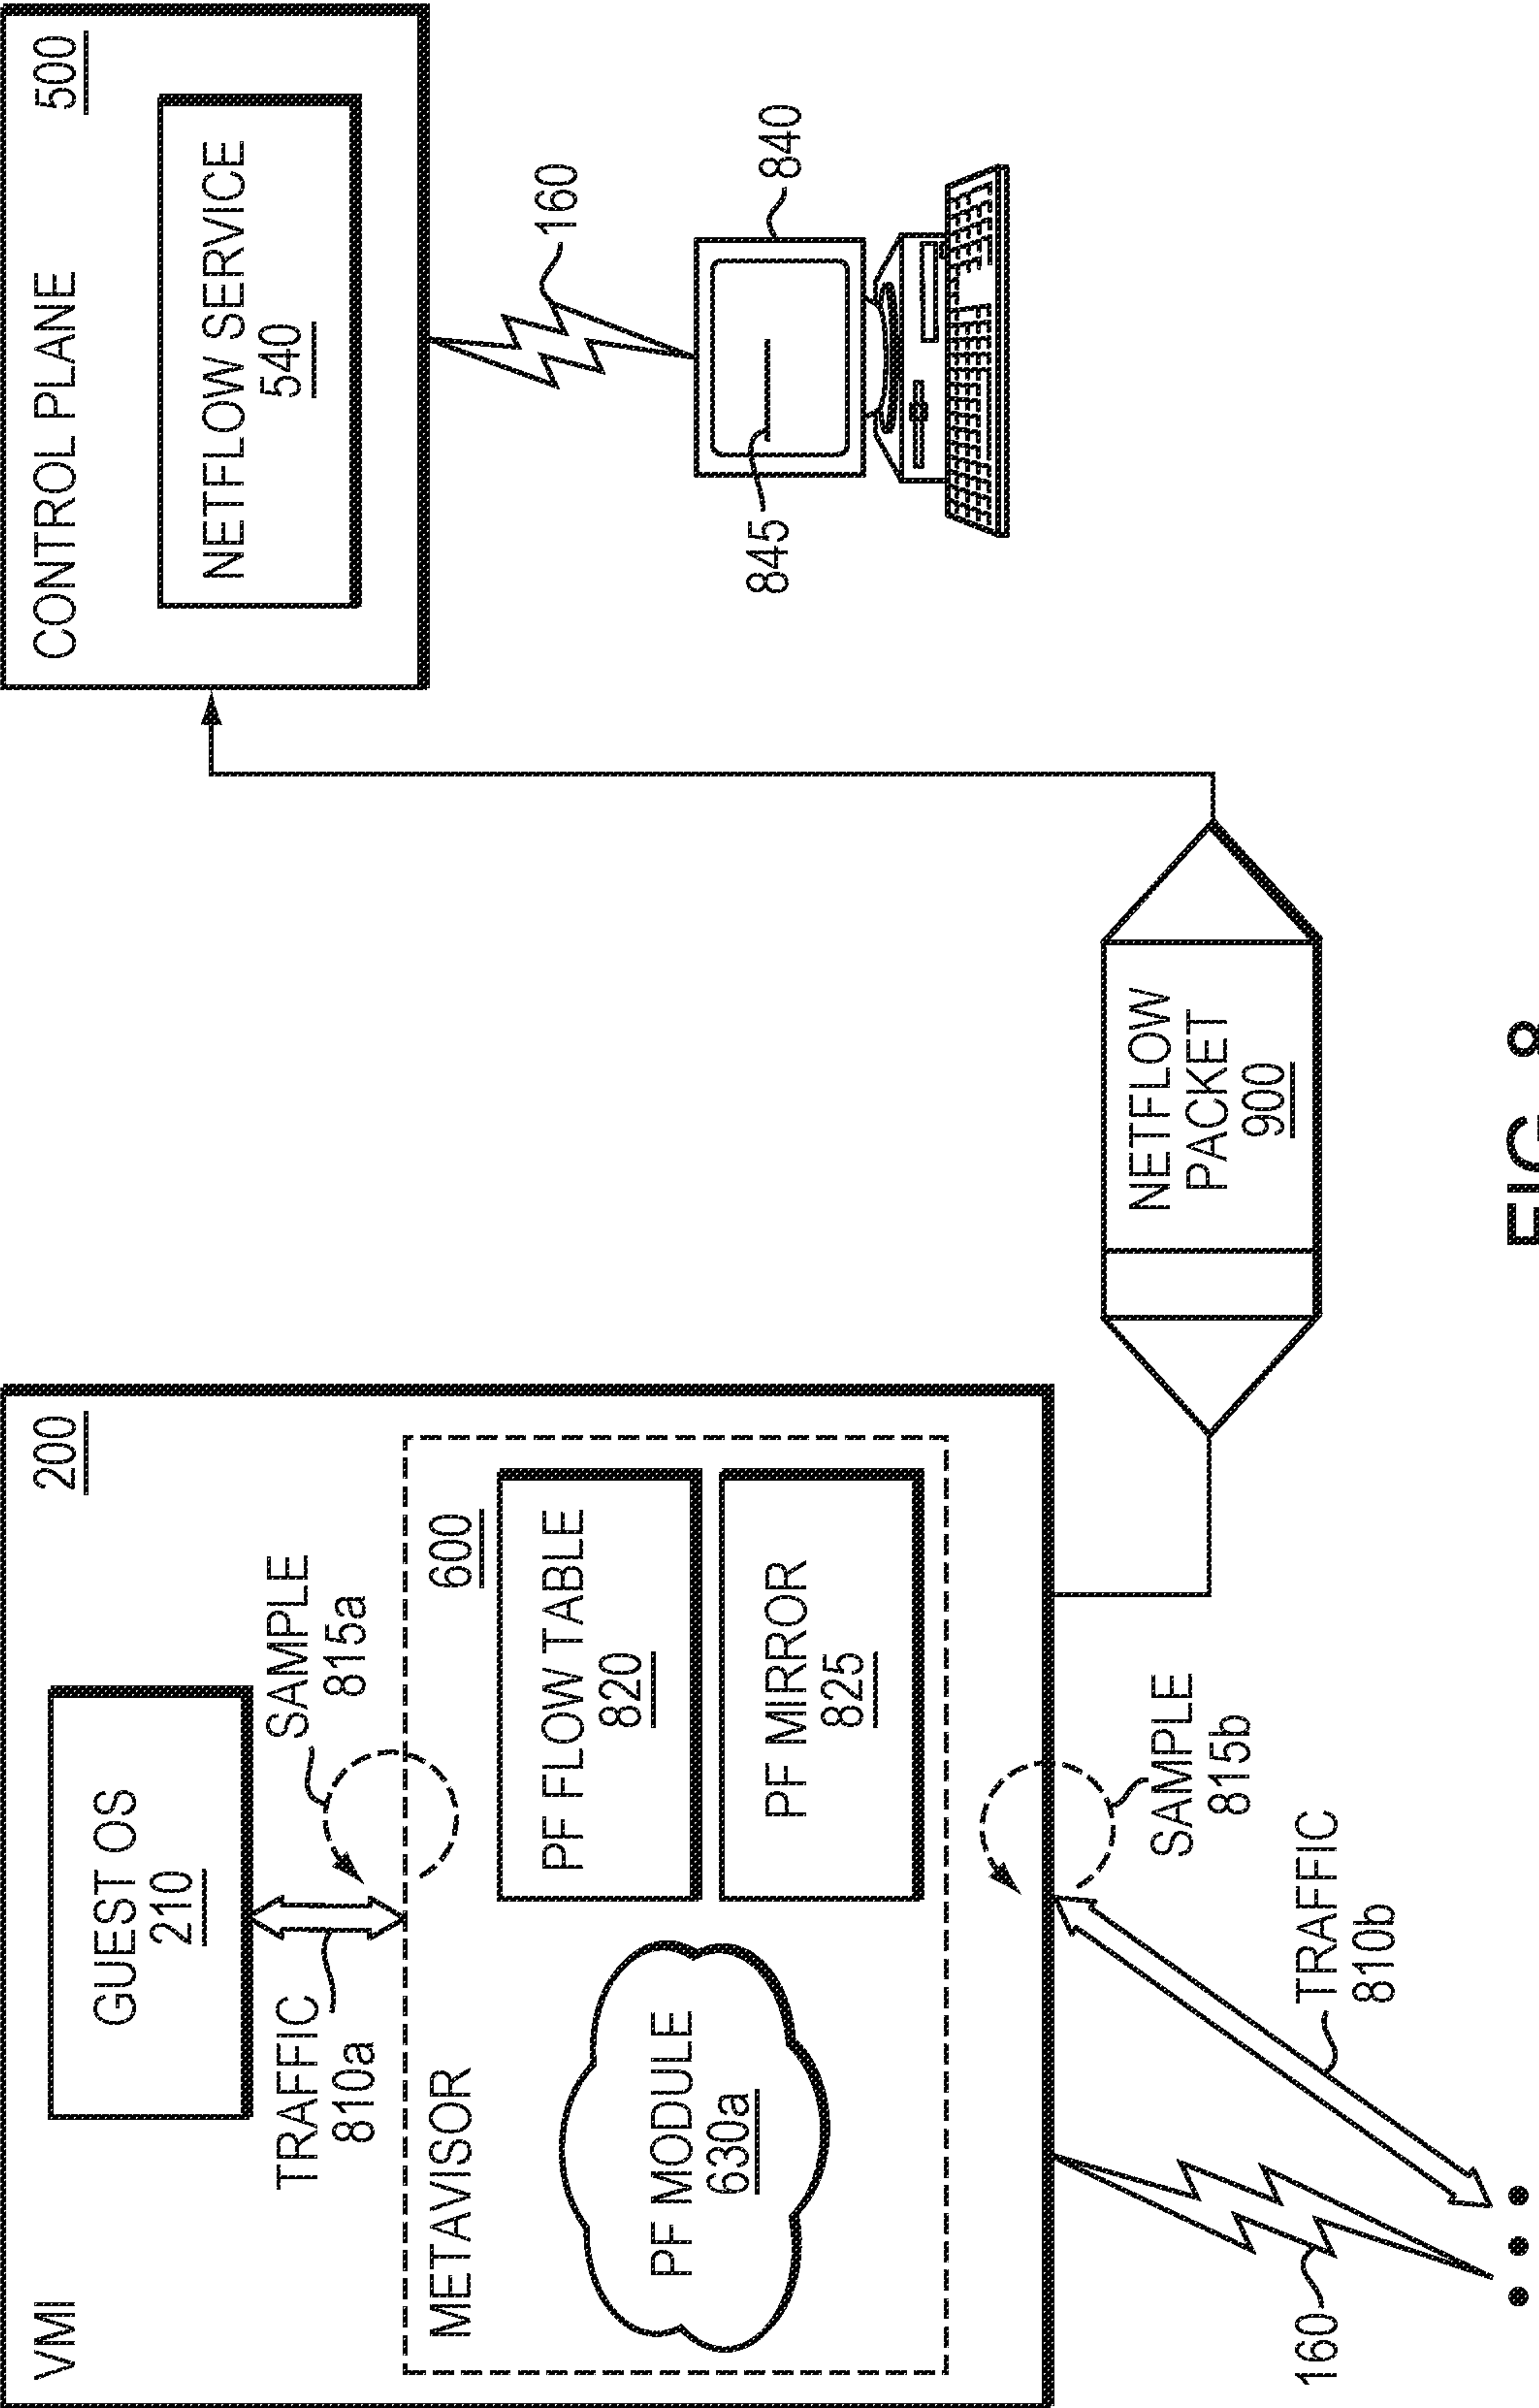 VMI
200
GUEST OS
210
TRAFFIC
810a
SAMPLE
815a
METAVISOR
600
PF MODULE
630a
PF FLOW TABLE
820
PF MIRROR
825
SAMPLE
815b
TRAFFIC
810b
160
NETFLOW
PACKET
900
CONTROL PLANE
500
NETFLOW SERVICE
540
160
840
845
FIG. 8